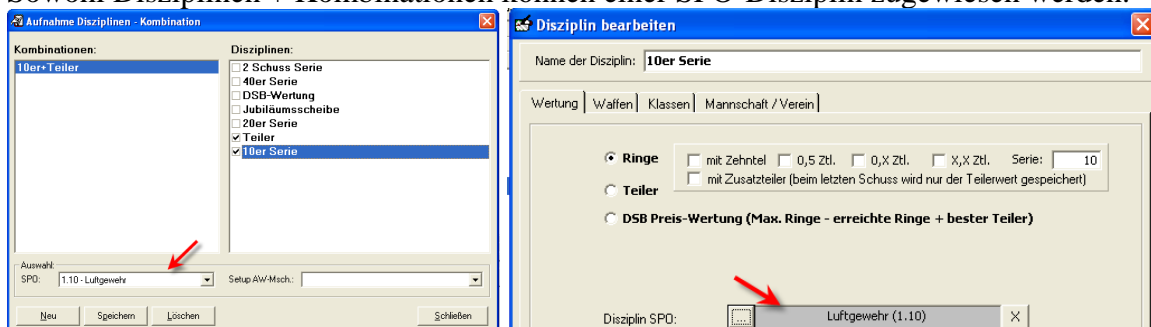 Sowohl Disziplinen + Kombinationen können einer SPO Disziplin zugewiesen werden.
Aufnahme Disziplinen - Kombination
Kombinationen:
10er+Teiler
Disziplinen:
2 Schuss Serie
40er Serie
DSB-Wertung
Jubiläumsscheibe
20er Serie
Teiler
10er Serie
Auswahl:
SPO: 1.10 - Luftgewehr
Setup AW-Msch.:
Neu Speichern Löschen Schließen
Disziplin bearbeiten
Name der Disziplin: 10er Serie
Wertung Waffen Klassen Mannschaft / Verein
Ringe mit Zehntel 0,5 Ztl. 0,X Ztl. X,X Ztl. Serie: 10
mit Zusatzteiler (beim letzten Schuss wird nur der Teilerwert gespeichert)
Teiler
DSB Preis-Wertung (Max. Ringe - erreichte Ringe + bester Teiler)
Disziplin SPO: ... Luftgewehr (1.10) X